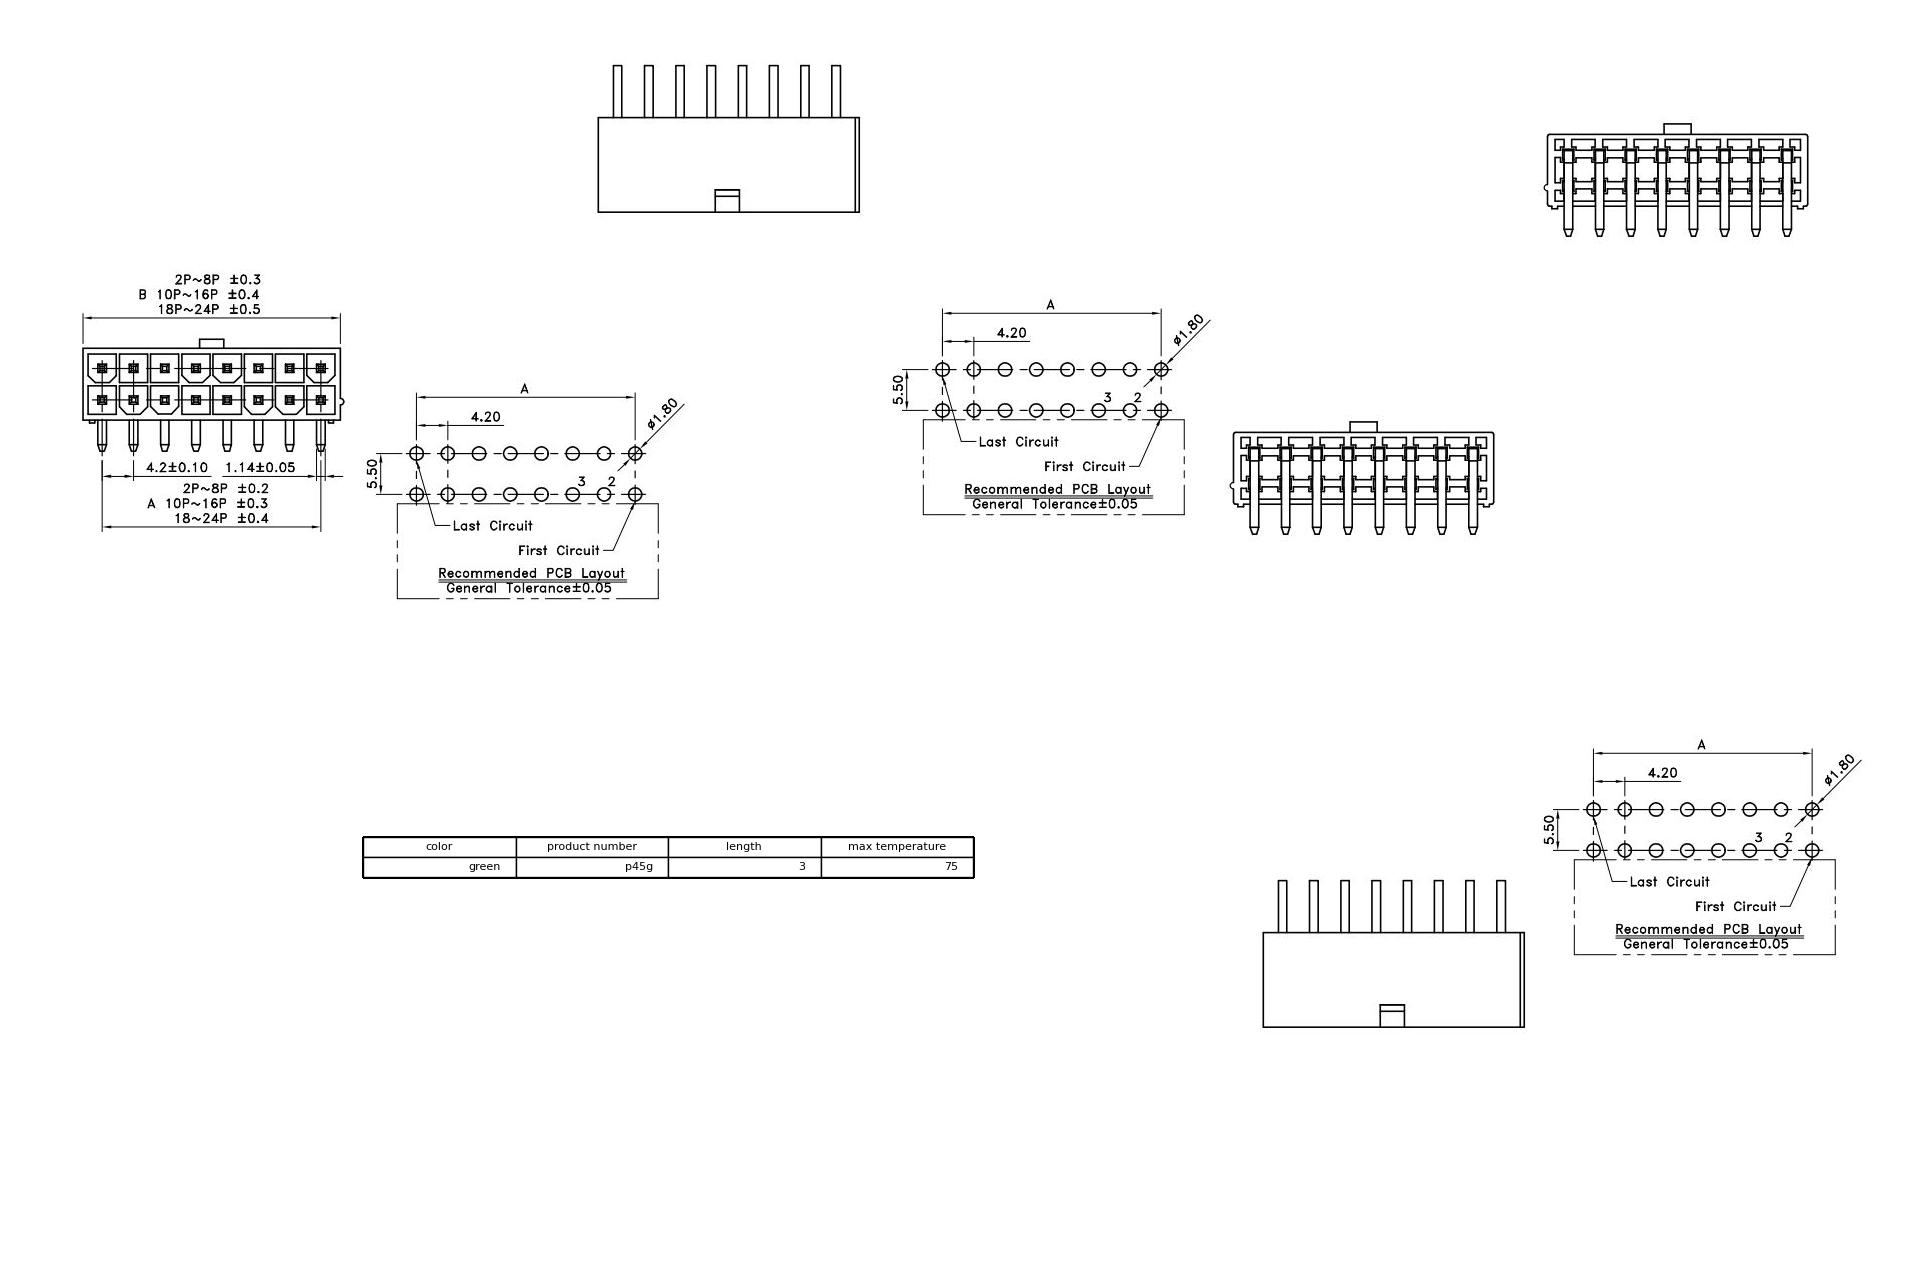 2P~8P ±0.3
B 10P~16P ±0.4
18P~24P ±0.5
4.2±0.10 1.14±0.05
2P~8P ±0.2
A 10P~16P ±0.3
18~24P ±0.4
A
4.20
ø1.80
5.50
3 2
Last Circuit
First Circuit
Recommended PCB Layout
General Tolerance±0.05
A
4.20
ø1.80
5.50
3 2
Last Circuit
First Circuit
Recommended PCB Layout
General Tolerance±0.05
A
4.20
ø1.80
5.50
3 2
Last Circuit
First Circuit
Recommended PCB Layout
General Tolerance±0.05
color product number length max temperature
green p45g 3 75